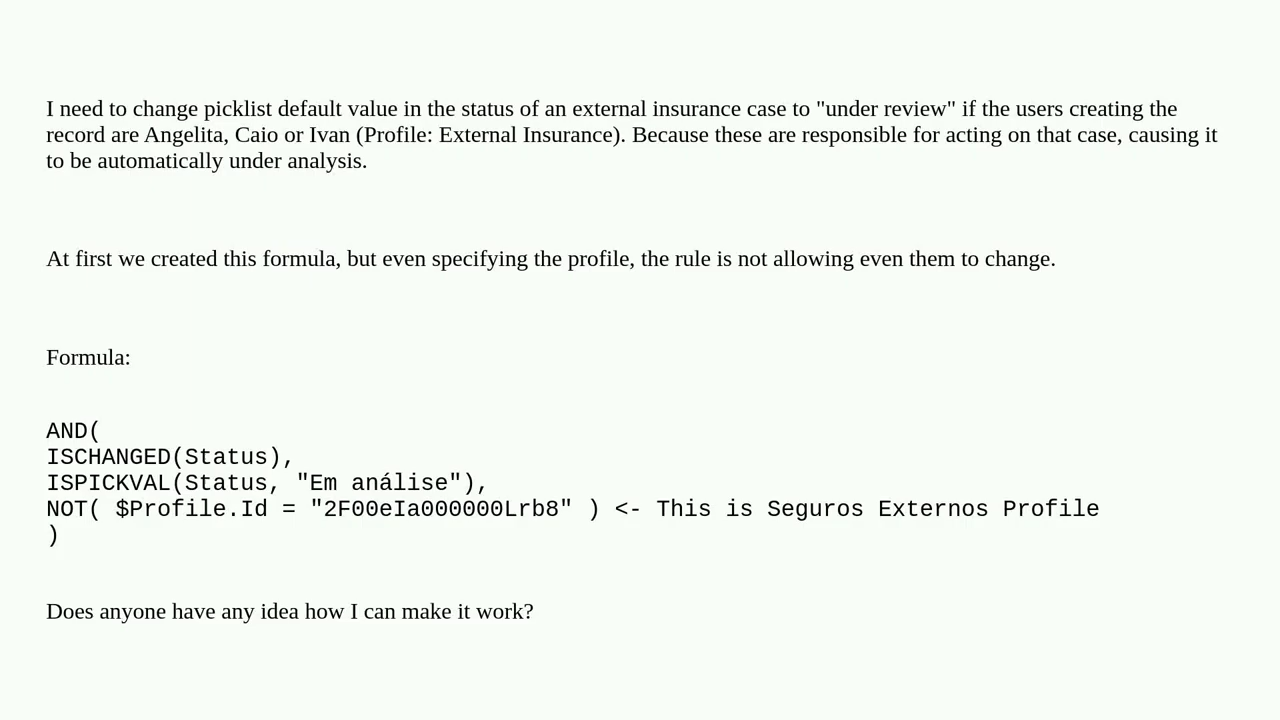 I need to change picklist default value in the status of an external insurance case to "under review" if the users creating the
record are Angelita, Caio or Ivan (Profile: External Insurance). Because these are responsible for acting on that case, causing it
to be automatically under analysis.
At first we created this formula, but even specifying the profile, the rule is not allowing even them to change.
Formula:
AND(
ISCHANGED(Status),
ISPICKVAL(Status, "Em análise"),
NOT( $Profile.Id = "2F00eIa000000Lrb8" ) <- This is Seguros Externos Profile
)
Does anyone have any idea how I can make it work?